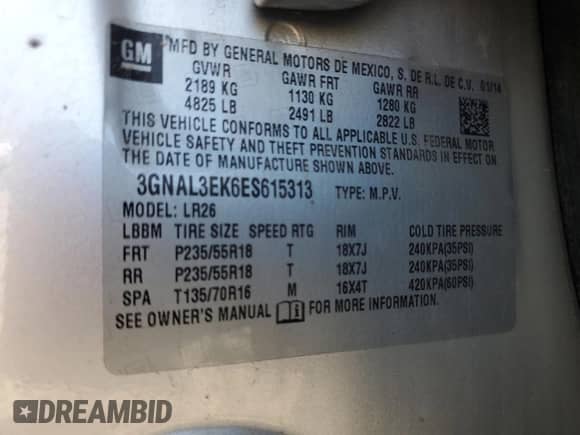 GM
MFD BY GENERAL MOTORS DE MEXICO, S. DE R.L. DE C.V. 01/14
GVWR GAWR FRT GAWR RR
2189 KG 1130 KG 1280 KG
4825 LB 2491 LB 2822 LB
THIS VEHICLE CONFORMS TO ALL APPLICABLE U.S. FEDERAL MOTOR
VEHICLE SAFETY AND THEFT PREVENTION STANDARDS IN EFFECT ON
THE DATE OF MANUFACTURE SHOWN ABOVE.
3GNAL3EK6ES615313 TYPE: M.P.V.
MODEL: LR26
LBBM TIRE SIZE SPEED RTG RIM COLD TIRE PRESSURE
FRT P235/55R18 T 18X7J 240KPA(35PSI)
RR P235/55R18 T 18X7J 240KPA(35PSI)
SPA T135/70R16 M 16X4T 420KPA(60PSI)
SEE OWNER'S MANUAL FOR MORE INFORMATION.
DREAMBID